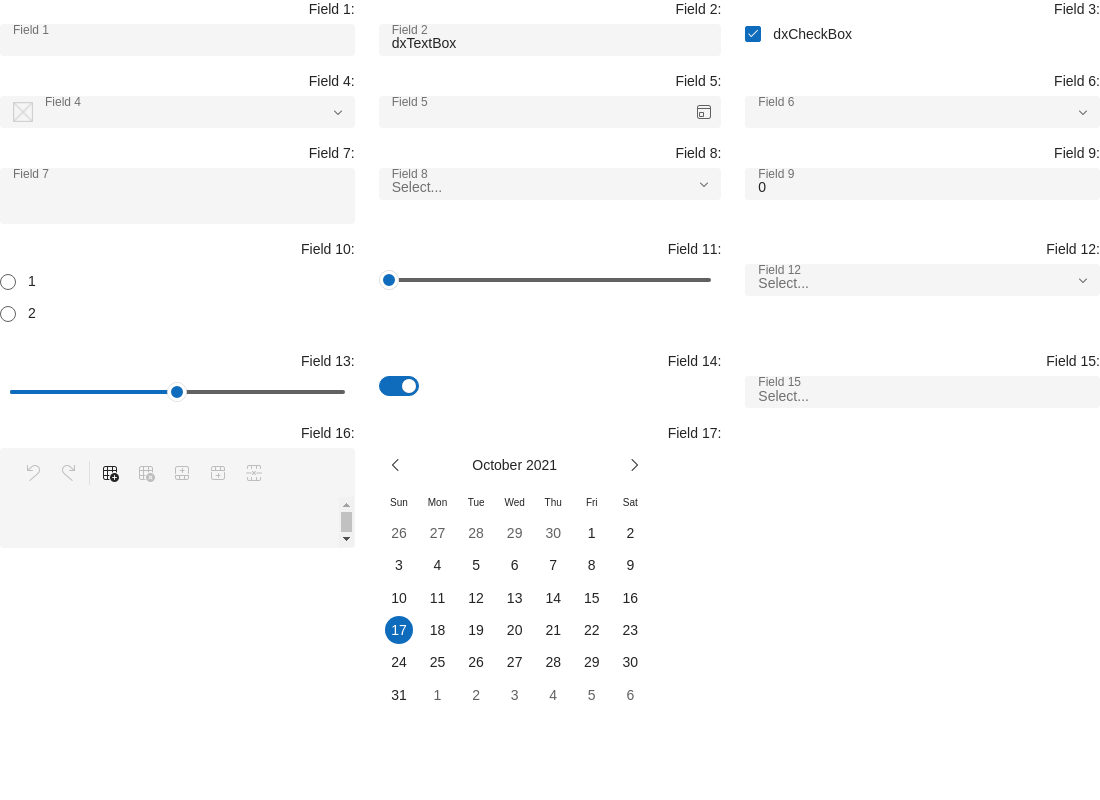 Field 1: Field 2: Field 3:
Field 1 Field 2
dxTextBox dxCheckBox
Field 4: Field 5: Field 6:
Field 4 Field 5 Field 6
Field 7: Field 8: Field 9:
Field 7 Field 8 Field 9
Select... 0
Field 10: Field 11: Field 12:
Field 12
1 Select...
2
Field 13: Field 14: Field 15:
Field 15
Select...
Field 16: Field 17:
October 2021
Sun Mon Tue Wed Thu Fri Sat
26 27 28 29 30 1 2
3 4 5 6 7 8 9
10 11 12 13 14 15 16
17 18 19 20 21 22 23
24 25 26 27 28 29 30
31 1 2 3 4 5 6